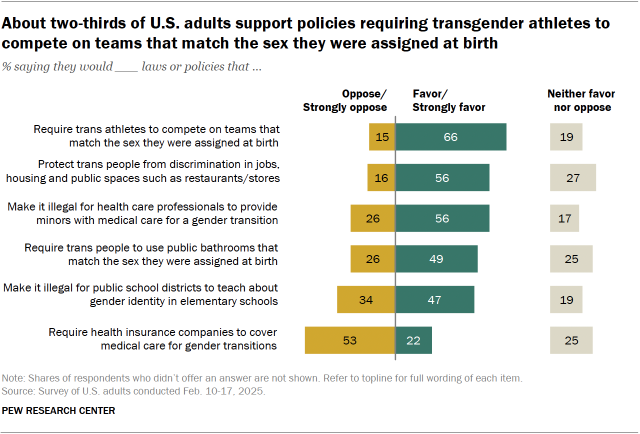 About two-thirds of U.S. adults support policies requiring transgender athletes to
compete on teams that match the sex they were assigned at birth
% saying they would ___ laws or policies that ...
Oppose/
Strongly oppose
Favor/
Strongly favor
Neither favor
nor oppose
Require trans athletes to compete on teams that
match the sex they were assigned at birth
15 66 19
Protect trans people from discrimination in jobs,
housing and public spaces such as restaurants/stores
16 56 27
Make it illegal for health care professionals to provide
minors with medical care for a gender transition
26 56 17
Require trans people to use public bathrooms that
match the sex they were assigned at birth
26 49 25
Make it illegal for public school districts to teach about
gender identity in elementary schools
34 47 19
Require health insurance companies to cover
medical care for gender transitions
53 22 25
Note: Shares of respondents who didn't offer an answer are not shown. Refer to topline for full wording of each item.
Source: Survey of U.S. adults conducted Feb. 10-17, 2025.
PEW RESEARCH CENTER